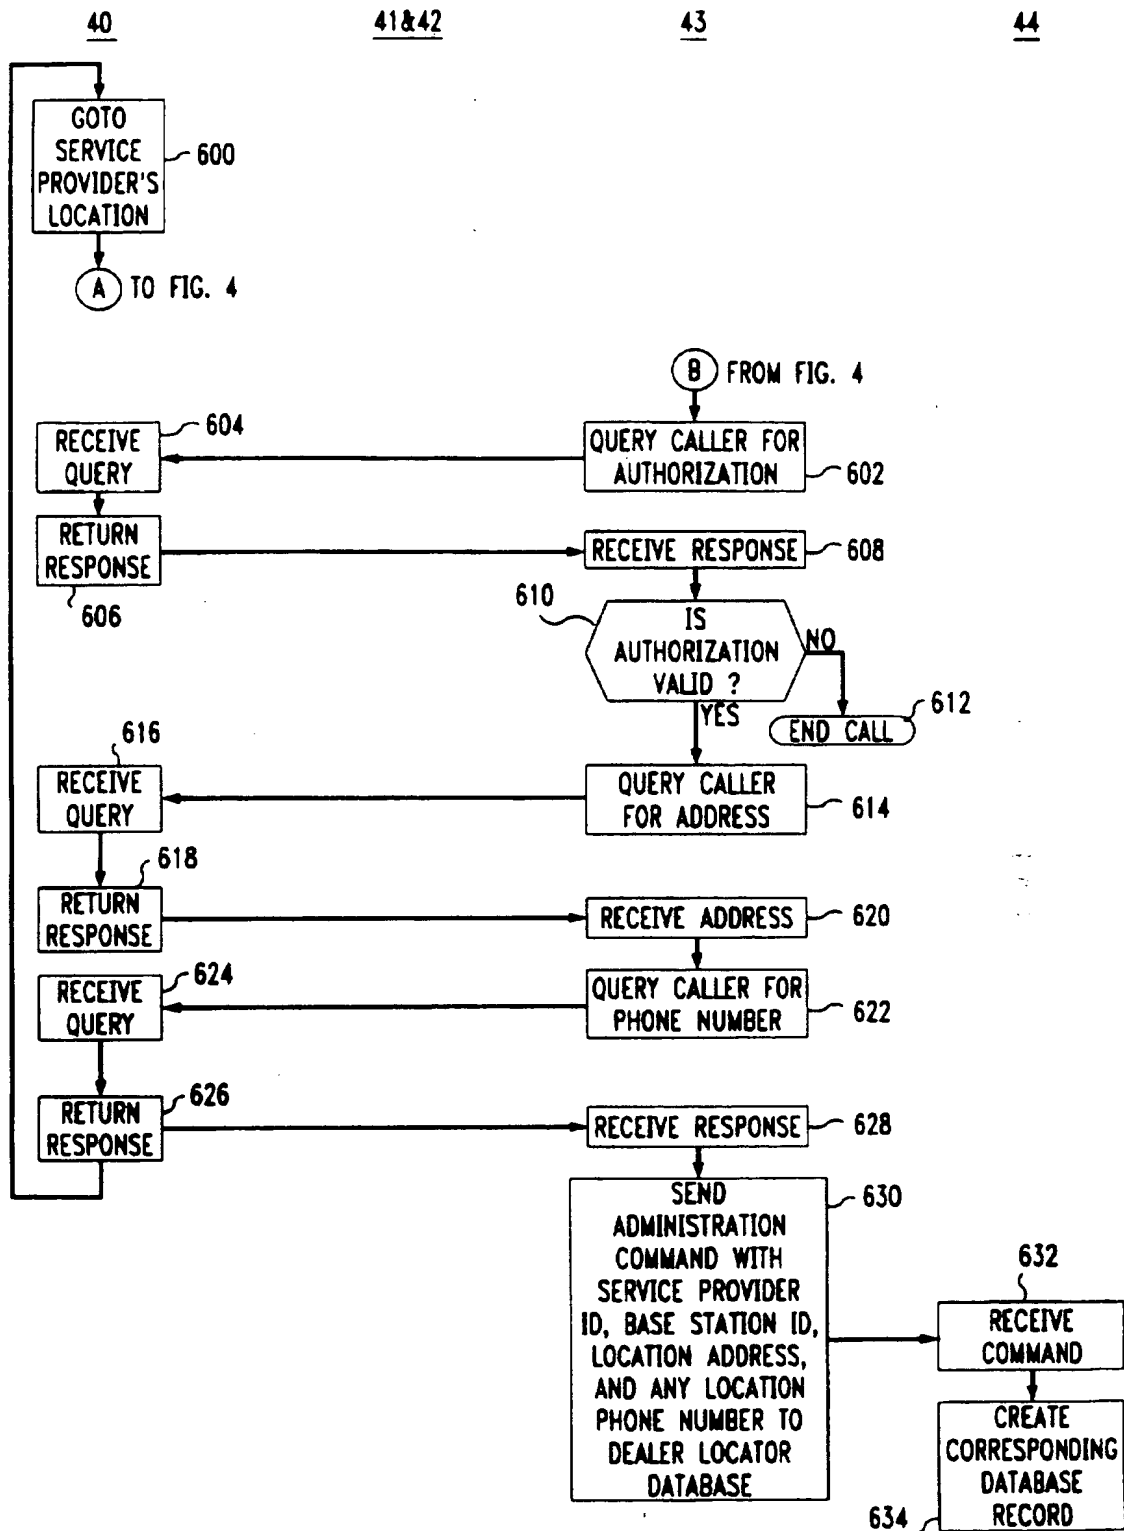 40
41&42
43
44
GOTO
SERVICE
PROVIDER'S
LOCATION
600
A TO FIG. 4
B FROM FIG. 4
RECEIVE
QUERY
604
QUERY CALLER FOR
AUTHORIZATION
602
RETURN
RESPONSE
606
RECEIVE RESPONSE
608
610
IS
AUTHORIZATION
VALID ?
NO
YES
END CALL
612
616
RECEIVE
QUERY
QUERY CALLER
FOR ADDRESS
614
618
RETURN
RESPONSE
RECEIVE ADDRESS
620
624
RECEIVE
QUERY
QUERY CALLER FOR
PHONE NUMBER
622
626
RETURN
RESPONSE
RECEIVE RESPONSE
628
SEND
ADMINISTRATION
COMMAND WITH
SERVICE PROVIDER
ID, BASE STATION ID,
LOCATION ADDRESS,
AND ANY LOCATION
PHONE NUMBER TO
DEALER LOCATOR
DATABASE
630
632
RECEIVE
COMMAND
CREATE
CORRESPONDING
DATABASE
RECORD
634